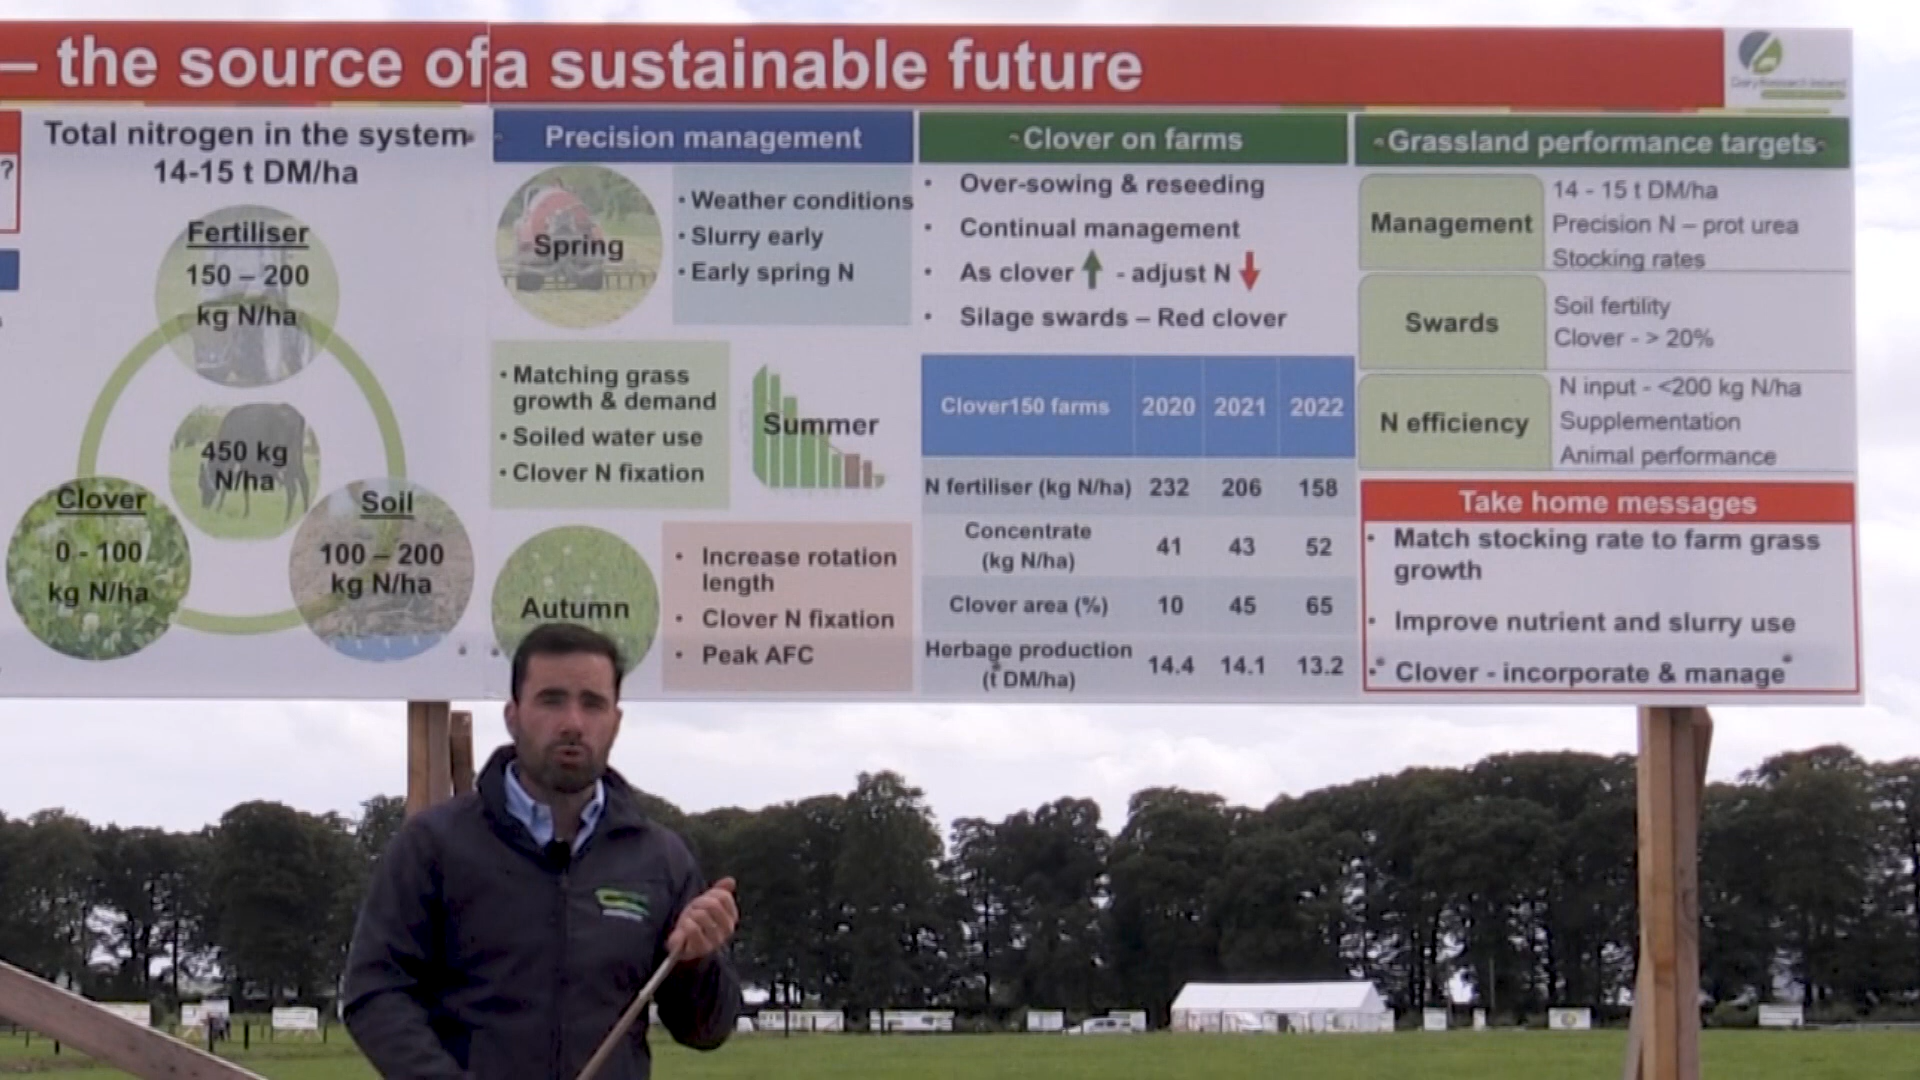 – the source of a sustainable future
?
Total nitrogen in the system
14-15 t DM/ha
Fertiliser
150 – 200
kg N/ha
450 kg
N/ha
Clover
0 - 100
kg N/ha
Soil
100 – 200
kg N/ha
Precision management
Spring
• Weather conditions
• Slurry early
• Early spring N
• Matching grass
growth & demand
• Soiled water use
• Clover N fixation
Summer
Autumn
• Increase rotation
length
• Clover N fixation
• Peak AFC
Clover on farms
• Over-sowing & reseeding
• Continual management
• As clover - adjust N
• Silage swards – Red clover
Clover150 farms 2020 2021 2022
N fertiliser (kg N/ha) 232 206 158
Concentrate
(kg N/ha) 41 43 52
Clover area (%) 10 45 65
Herbage production
(t DM/ha) 14.4 14.1 13.2
Grassland performance targets
Management
14 - 15 t DM/ha
Precision N – prot urea
Stocking rates
Swards
Soil fertility
Clover - > 20%
N efficiency
N input - <200 kg N/ha
Supplementation
Animal performance
Take home messages
• Match stocking rate to farm grass
growth
• Improve nutrient and slurry use
• Clover - incorporate & manage